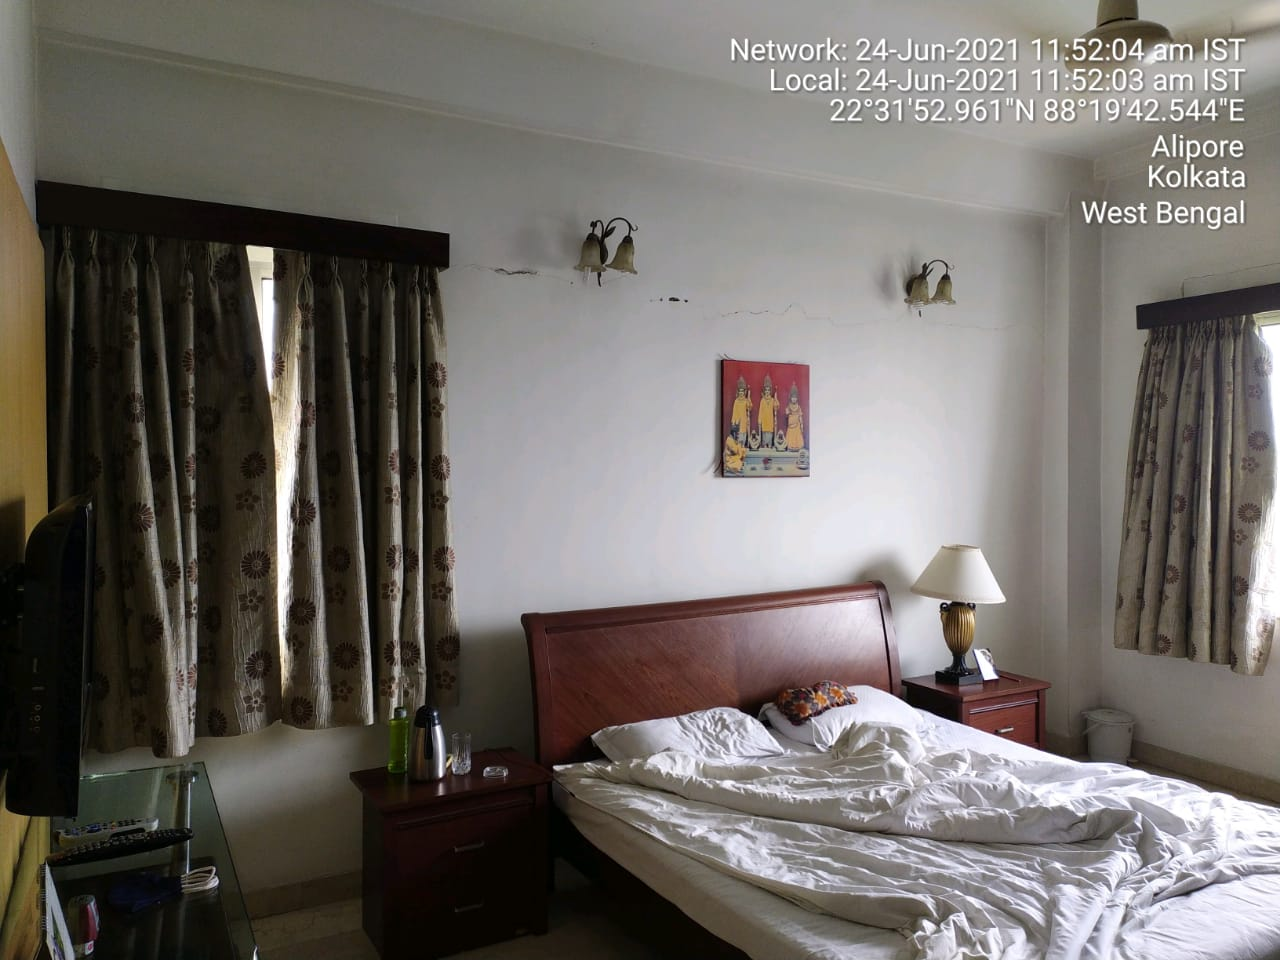 Network: 24-Jun-2021 11:52:04 am IST
Local: 24-Jun-2021 11:52:03 am IST
22°31'52.961"N 88°19'42.544"E
Alipore
Kolkata
West Bengal